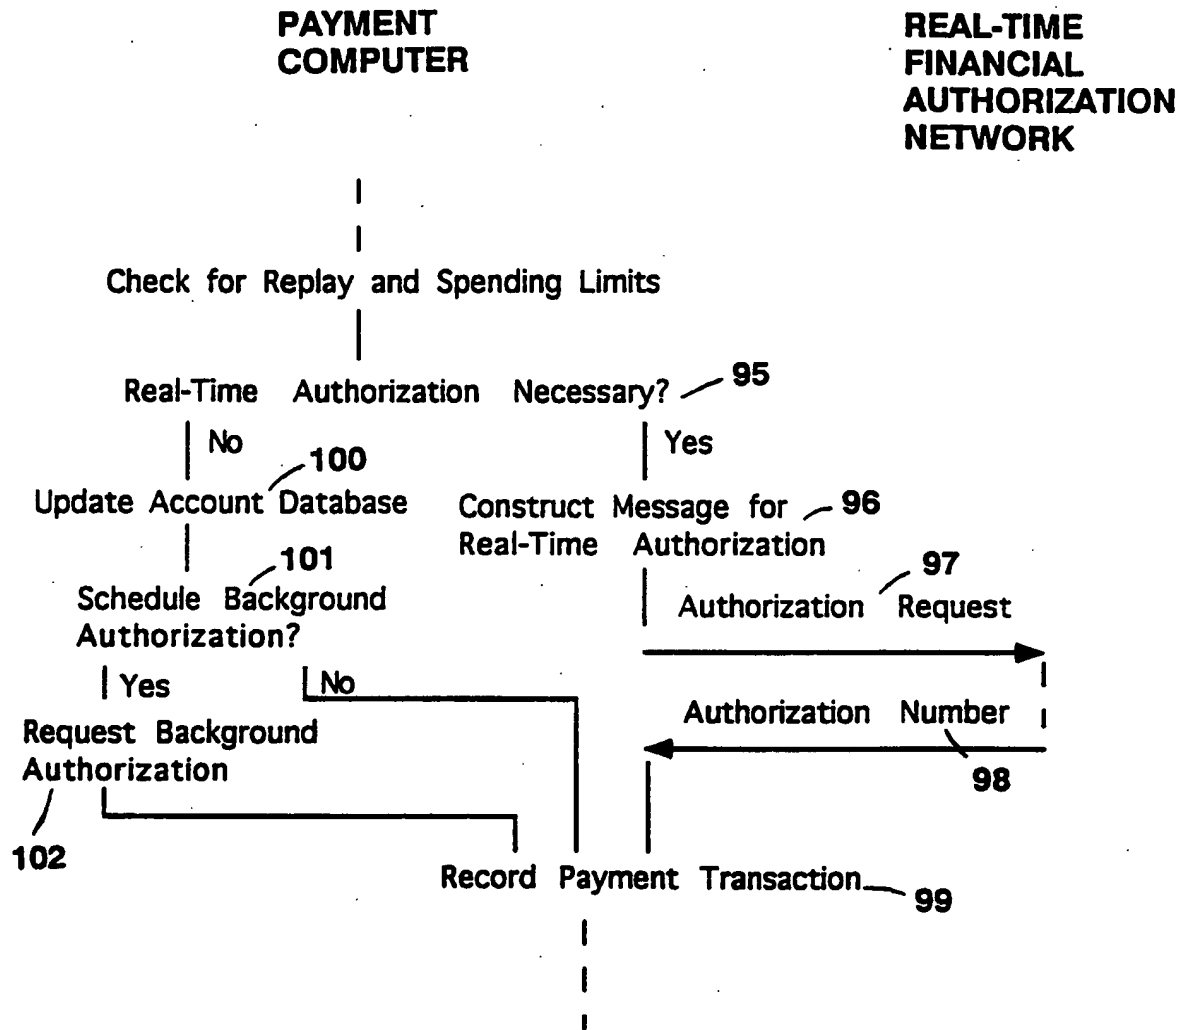 PAYMENT
COMPUTER
REAL-TIME
FINANCIAL
AUTHORIZATION
NETWORK
Check for Replay and Spending Limits
Real-Time Authorization Necessary?
95
No
Yes
100
Update Account Database
Construct Message for
Real-Time Authorization
96
101
Schedule Background
Authorization?
97
Authorization Request
Yes
No
Authorization Number
98
Request Background
Authorization
102
Record Payment Transaction
99